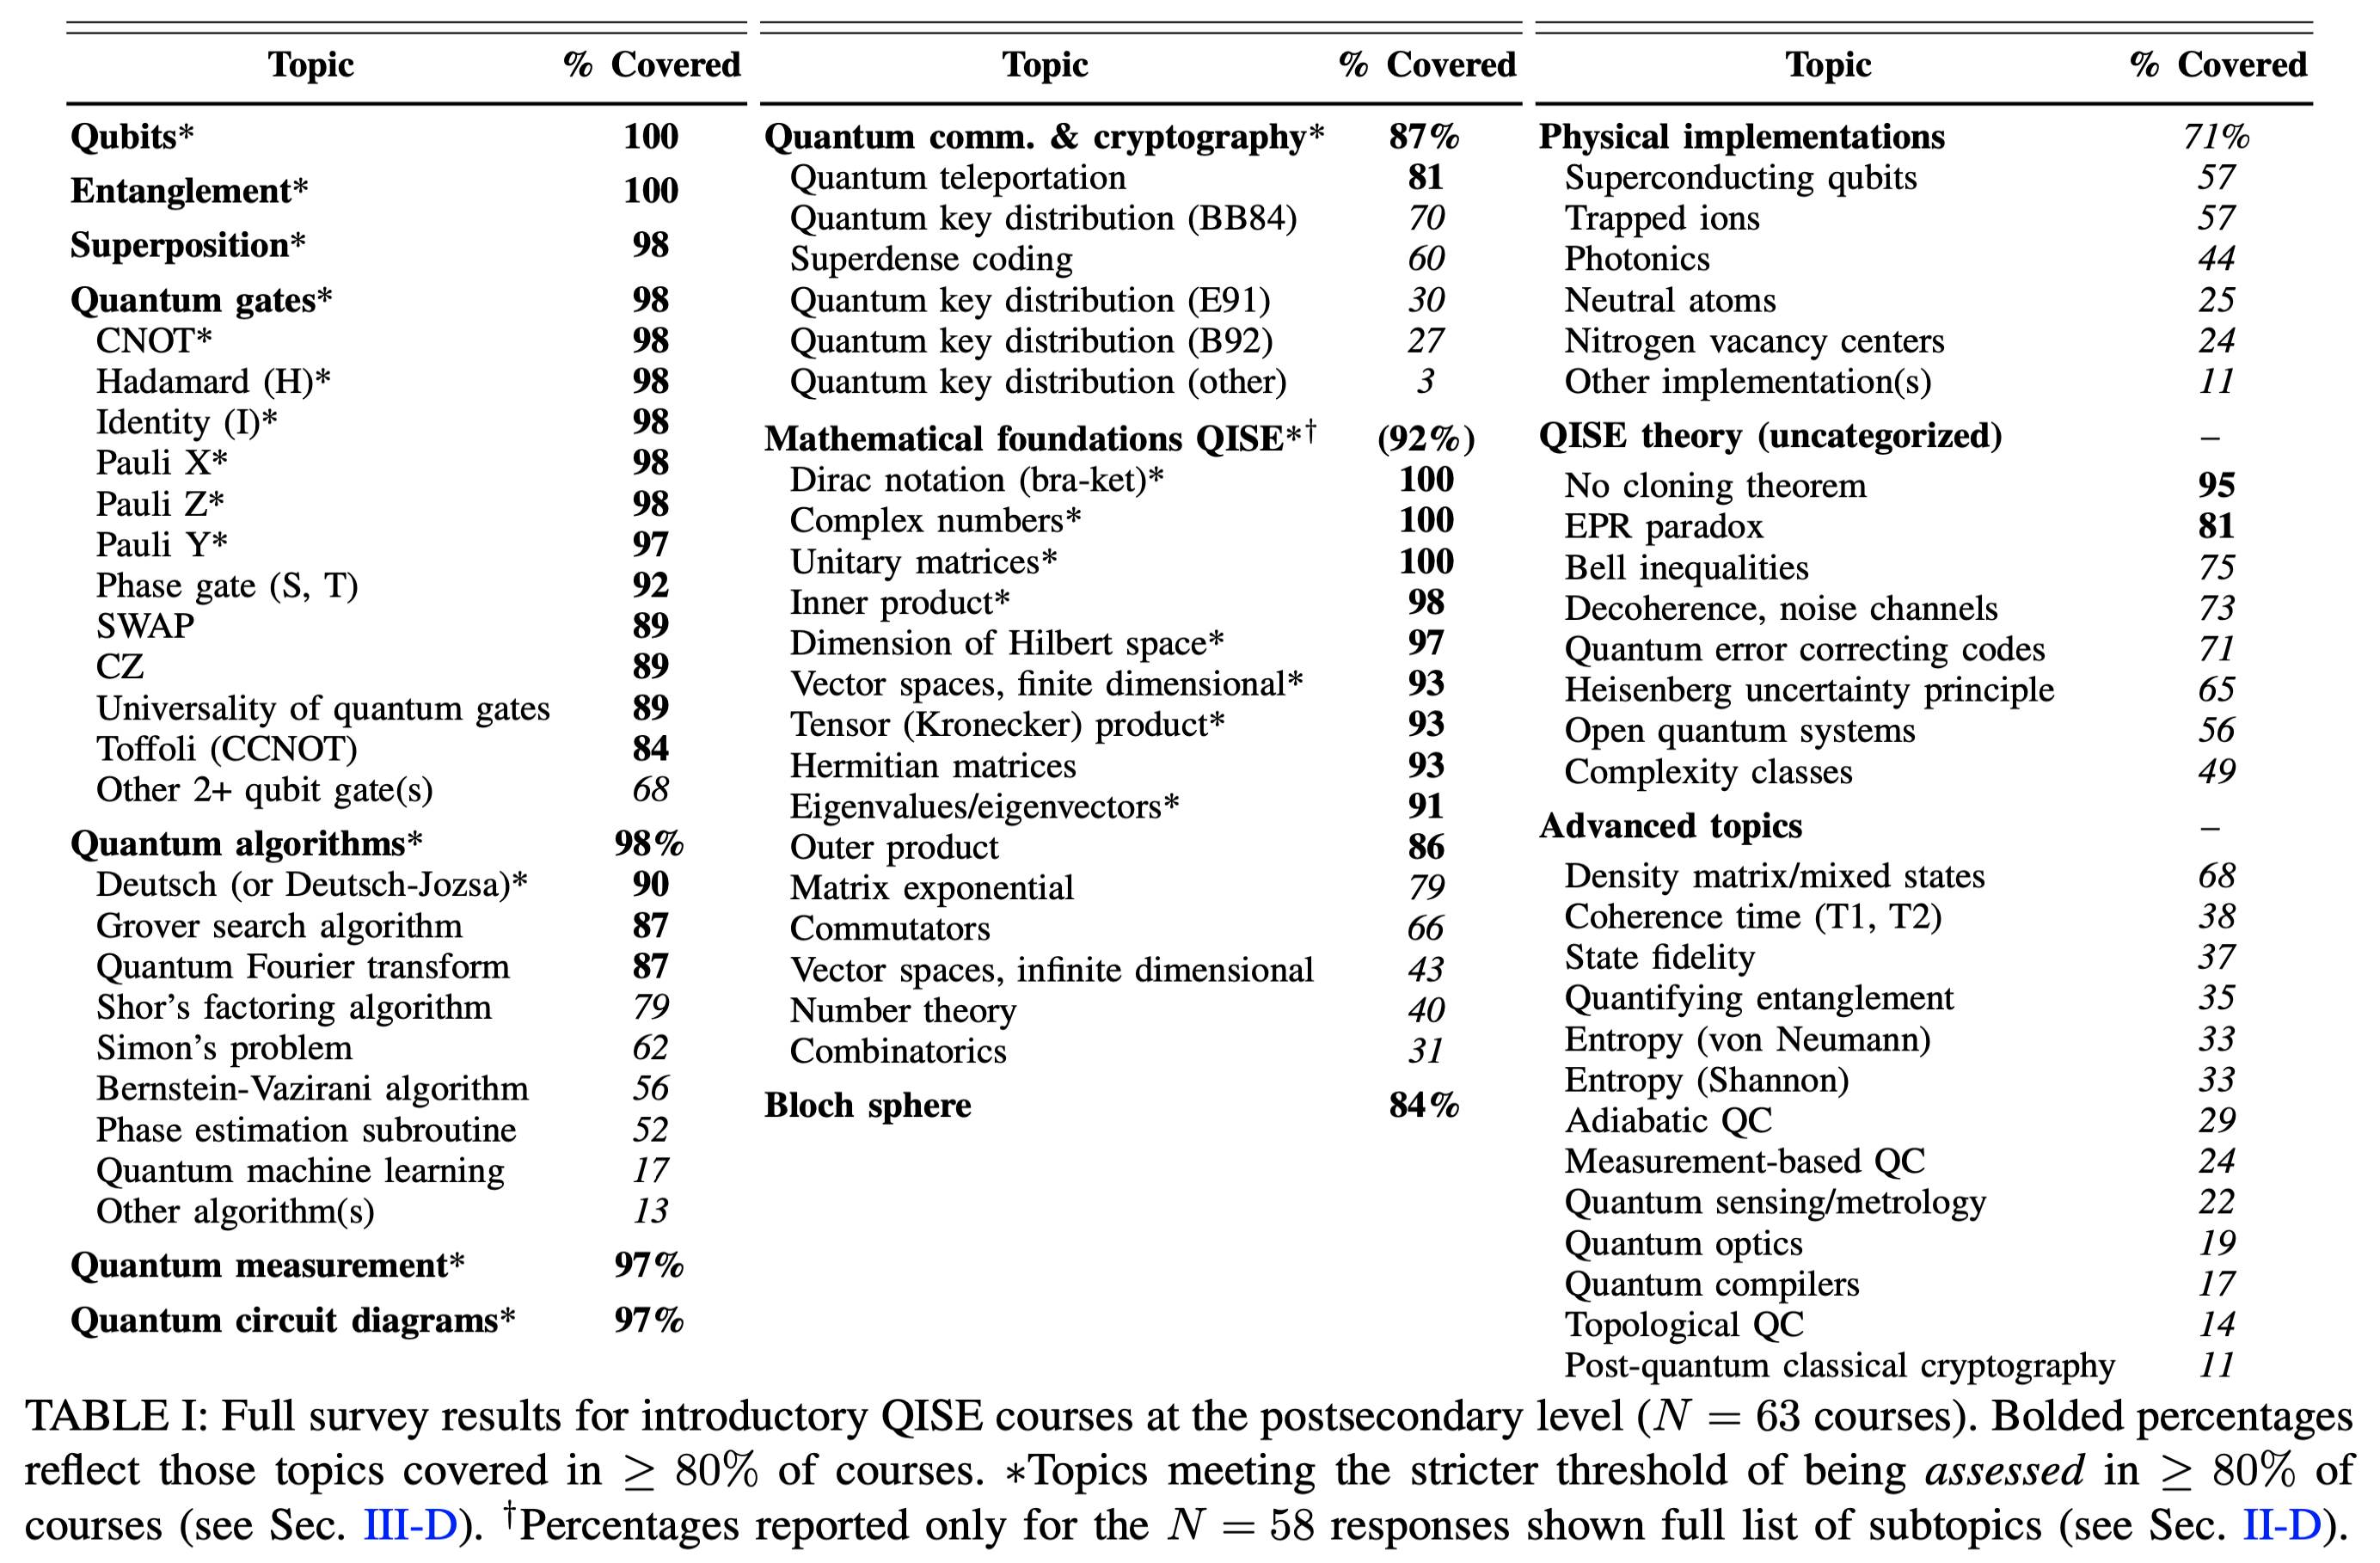 Topic % Covered
Qubits* 100
Entanglement* 100
Superposition* 98
Quantum gates* 98
CNOT* 98
Hadamard (H)* 98
Identity (I)* 98
Pauli X* 98
Pauli Z* 98
Pauli Y* 97
Phase gate (S, T) 92
SWAP 89
CZ 89
Universality of quantum gates 89
Toffoli (CCNOT) 84
Other 2+ qubit gate(s) 68
Quantum algorithms* 98%
Deutsch (or Deutsch-Jozsa)* 90
Grover search algorithm 87
Quantum Fourier transform 87
Shor's factoring algorithm 79
Simon's problem 62
Bernstein-Vazirani algorithm 56
Phase estimation subroutine 52
Quantum machine learning 17
Other algorithm(s) 13
Quantum measurement* 97%
Quantum circuit diagrams* 97%
Topic % Covered
Quantum comm. & cryptography* 87%
Quantum teleportation 81
Quantum key distribution (BB84) 70
Superdense coding 60
Quantum key distribution (E91) 30
Quantum key distribution (B92) 27
Quantum key distribution (other) 3
Mathematical foundations QISE*† (92%)
Dirac notation (bra-ket)* 100
Complex numbers* 100
Unitary matrices* 100
Inner product* 98
Dimension of Hilbert space* 97
Vector spaces, finite dimensional* 93
Tensor (Kronecker) product* 93
Hermitian matrices 93
Eigenvalues/eigenvectors* 91
Outer product 86
Matrix exponential 79
Commutators 66
Vector spaces, infinite dimensional 43
Number theory 40
Combinatorics 31
Bloch sphere 84%
Topic % Covered
Physical implementations 71%
Superconducting qubits 57
Trapped ions 57
Photonics 44
Neutral atoms 25
Nitrogen vacancy centers 24
Other implementation(s) 11
QISE theory (uncategorized) –
No cloning theorem 95
EPR paradox 81
Bell inequalities 75
Decoherence, noise channels 73
Quantum error correcting codes 71
Heisenberg uncertainty principle 65
Open quantum systems 56
Complexity classes 49
Advanced topics –
Density matrix/mixed states 68
Coherence time (T1, T2) 38
State fidelity 37
Quantifying entanglement 35
Entropy (von Neumann) 33
Entropy (Shannon) 33
Adiabatic QC 29
Measurement-based QC 24
Quantum sensing/metrology 22
Quantum optics 19
Quantum compilers 17
Topological QC 14
Post-quantum classical cryptography 11
TABLE I: Full survey results for introductory QISE courses at the postsecondary level (N = 63 courses). Bolded percentages
reflect those topics covered in ≥ 80% of courses. *Topics meeting the stricter threshold of being assessed in ≥ 80% of
courses (see Sec. III-D). †Percentages reported only for the N = 58 responses shown full list of subtopics (see Sec. II-D).